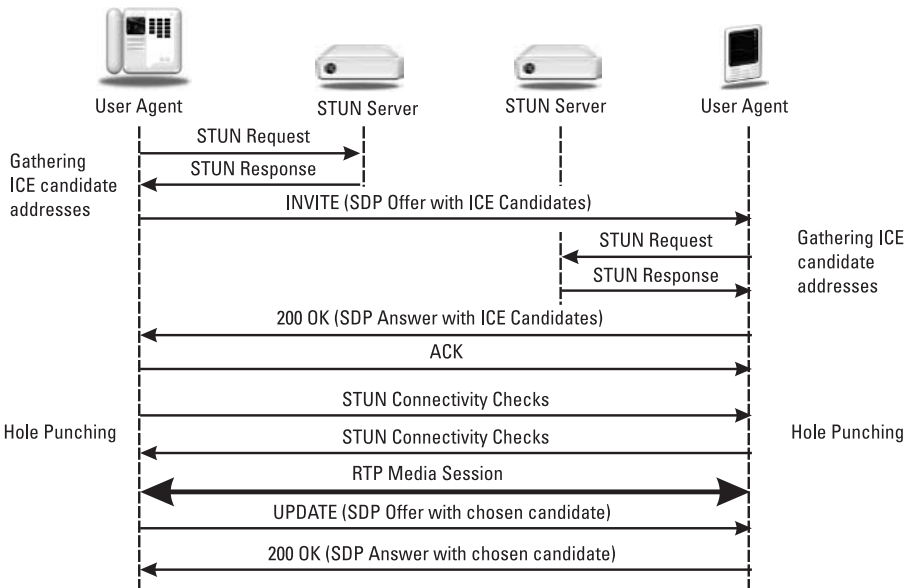 User Agent
STUN Server
STUN Server
User Agent
STUN Request
Gathering
ICE candidate
addresses
STUN Response
INVITE (SDP Offer with ICE Candidates)
STUN Request
Gathering ICE
candidate
addresses
STUN Response
200 OK (SDP Answer with ICE Candidates)
ACK
STUN Connectivity Checks
Hole Punching
Hole Punching
STUN Connectivity Checks
RTP Media Session
UPDATE (SDP Offer with chosen candidate)
200 OK (SDP Answer with chosen candidate)